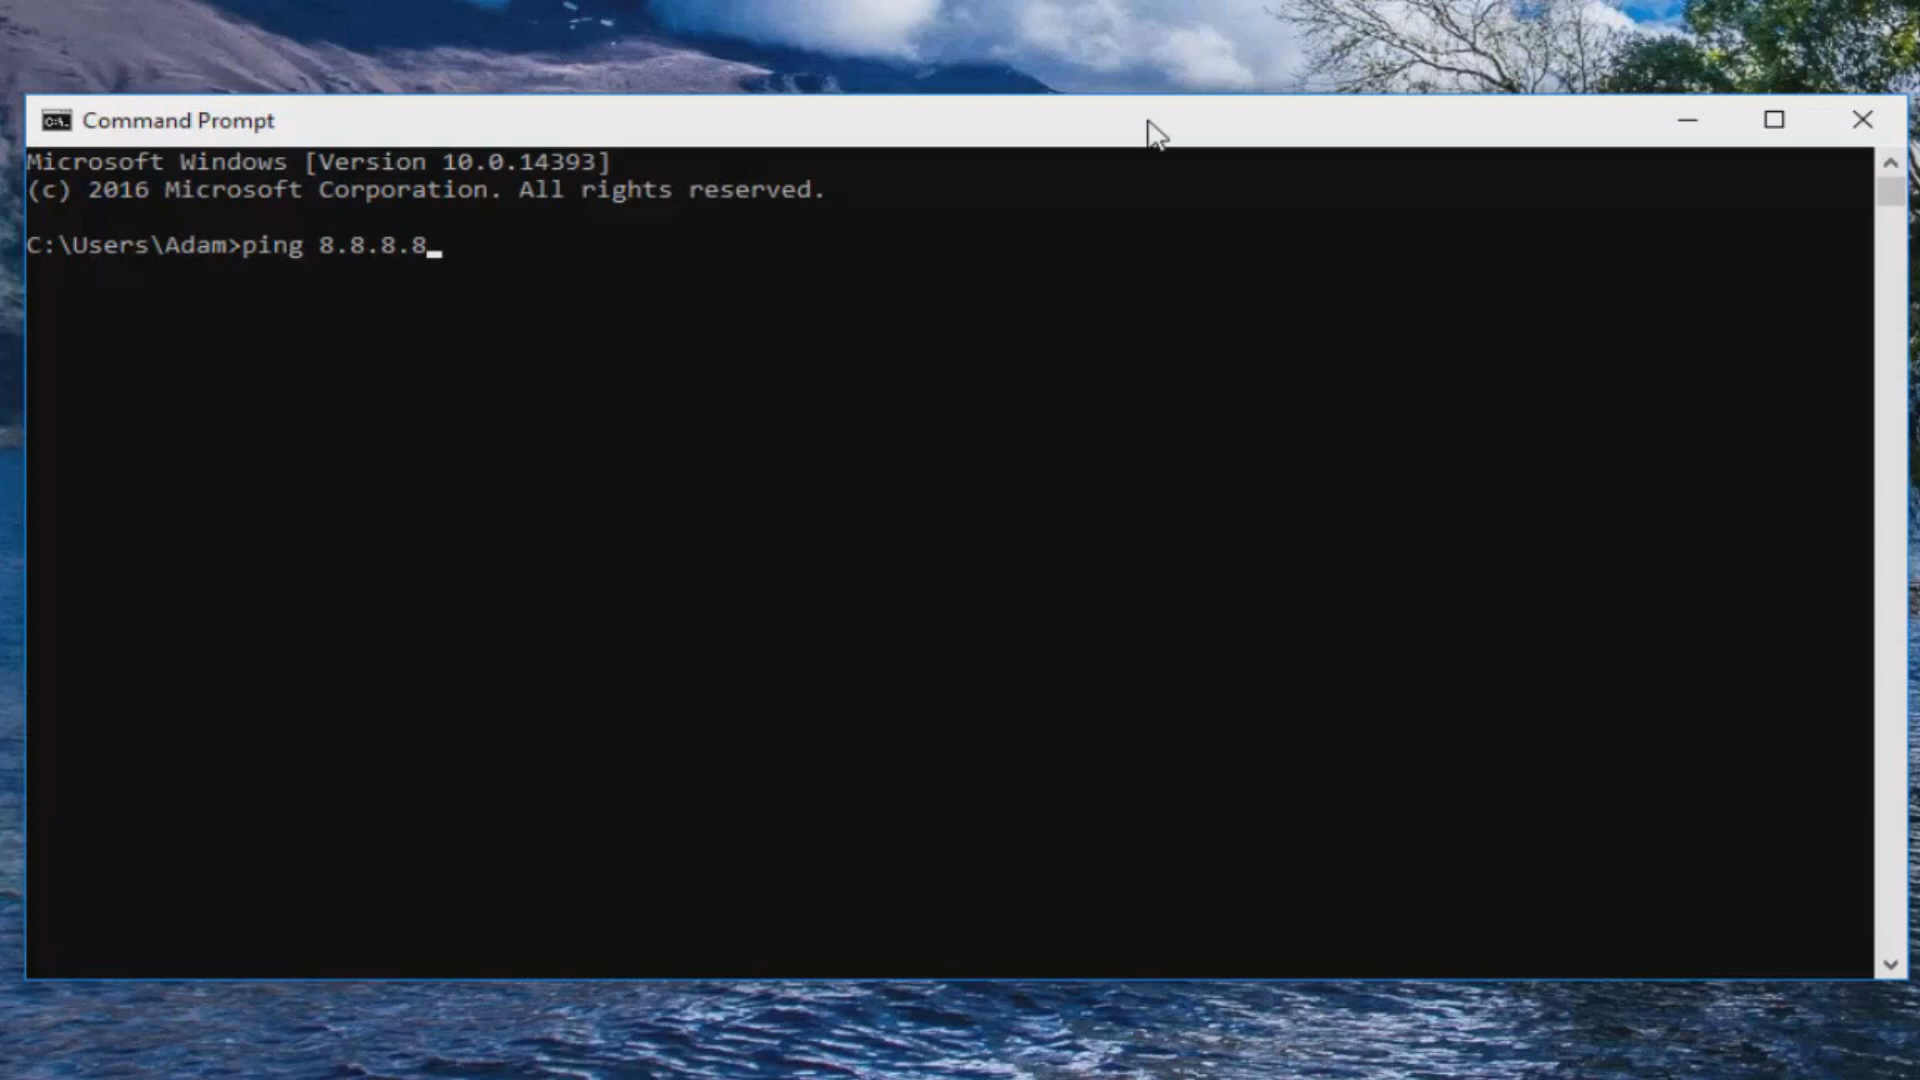 Command Prompt
Microsoft Windows [Version 10.0.14393]
(c) 2016 Microsoft Corporation. All rights reserved.
C:\Users\Adam>ping 8.8.8.8